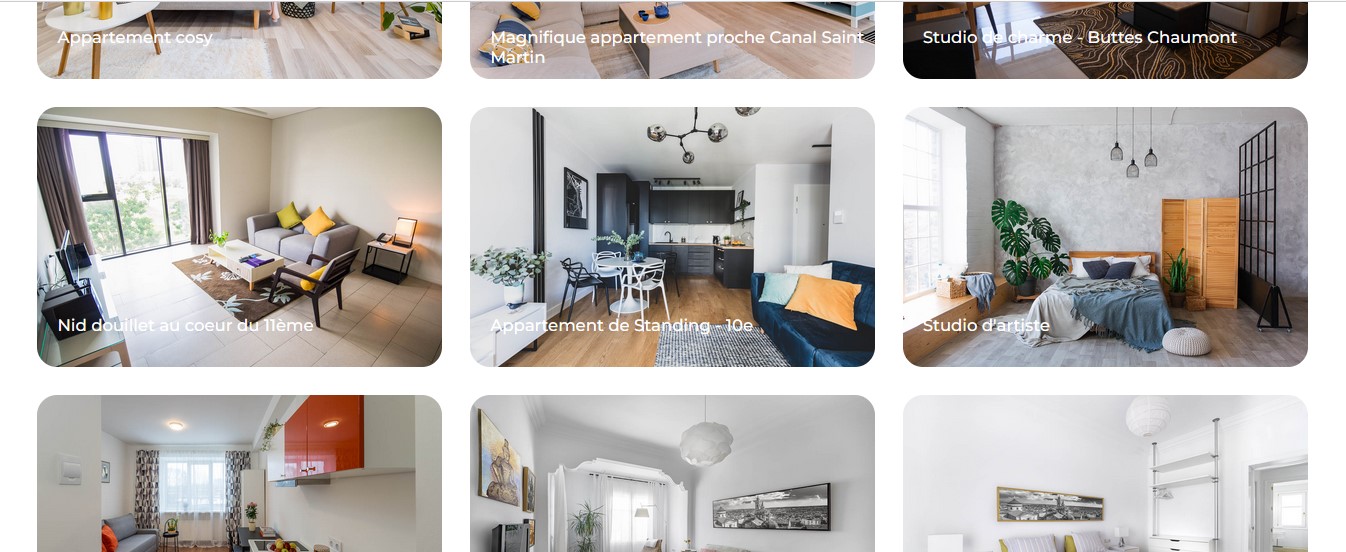 Appartement cosy
Magnifique appartement proche Canal Saint
Martin
Studio de charme - Buttes Chaumont
Nid douillet au coeur du 11ème
Appartement de Standing - 10e
Studio d'artiste